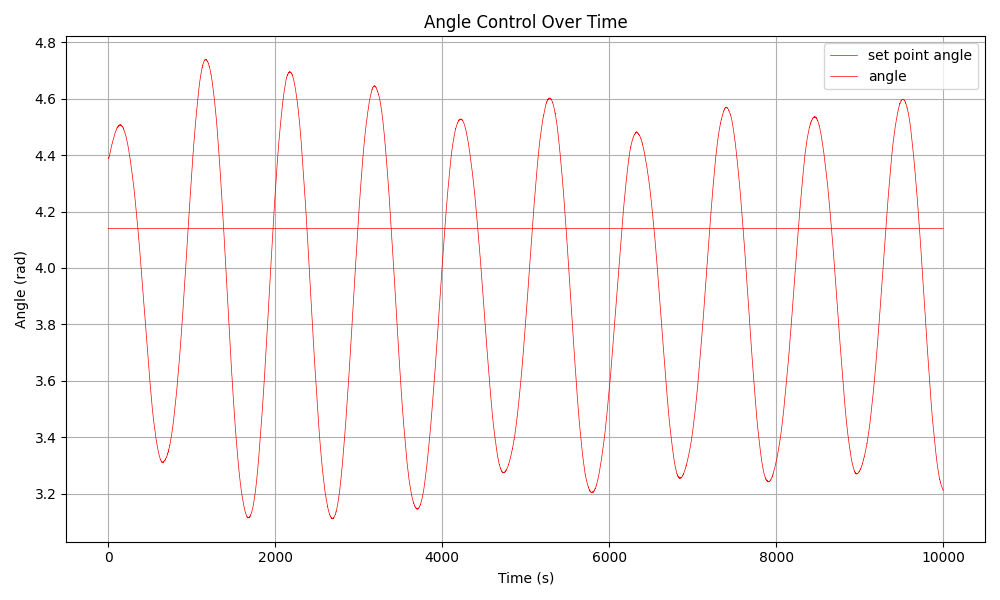 Angle Control Over Time
set point angle
angle
4.8
4.6
4.4
4.2
4.0
3.8
3.6
3.4
3.2
Angle (rad)
0 2000 4000 6000 8000 10000
Time (s)